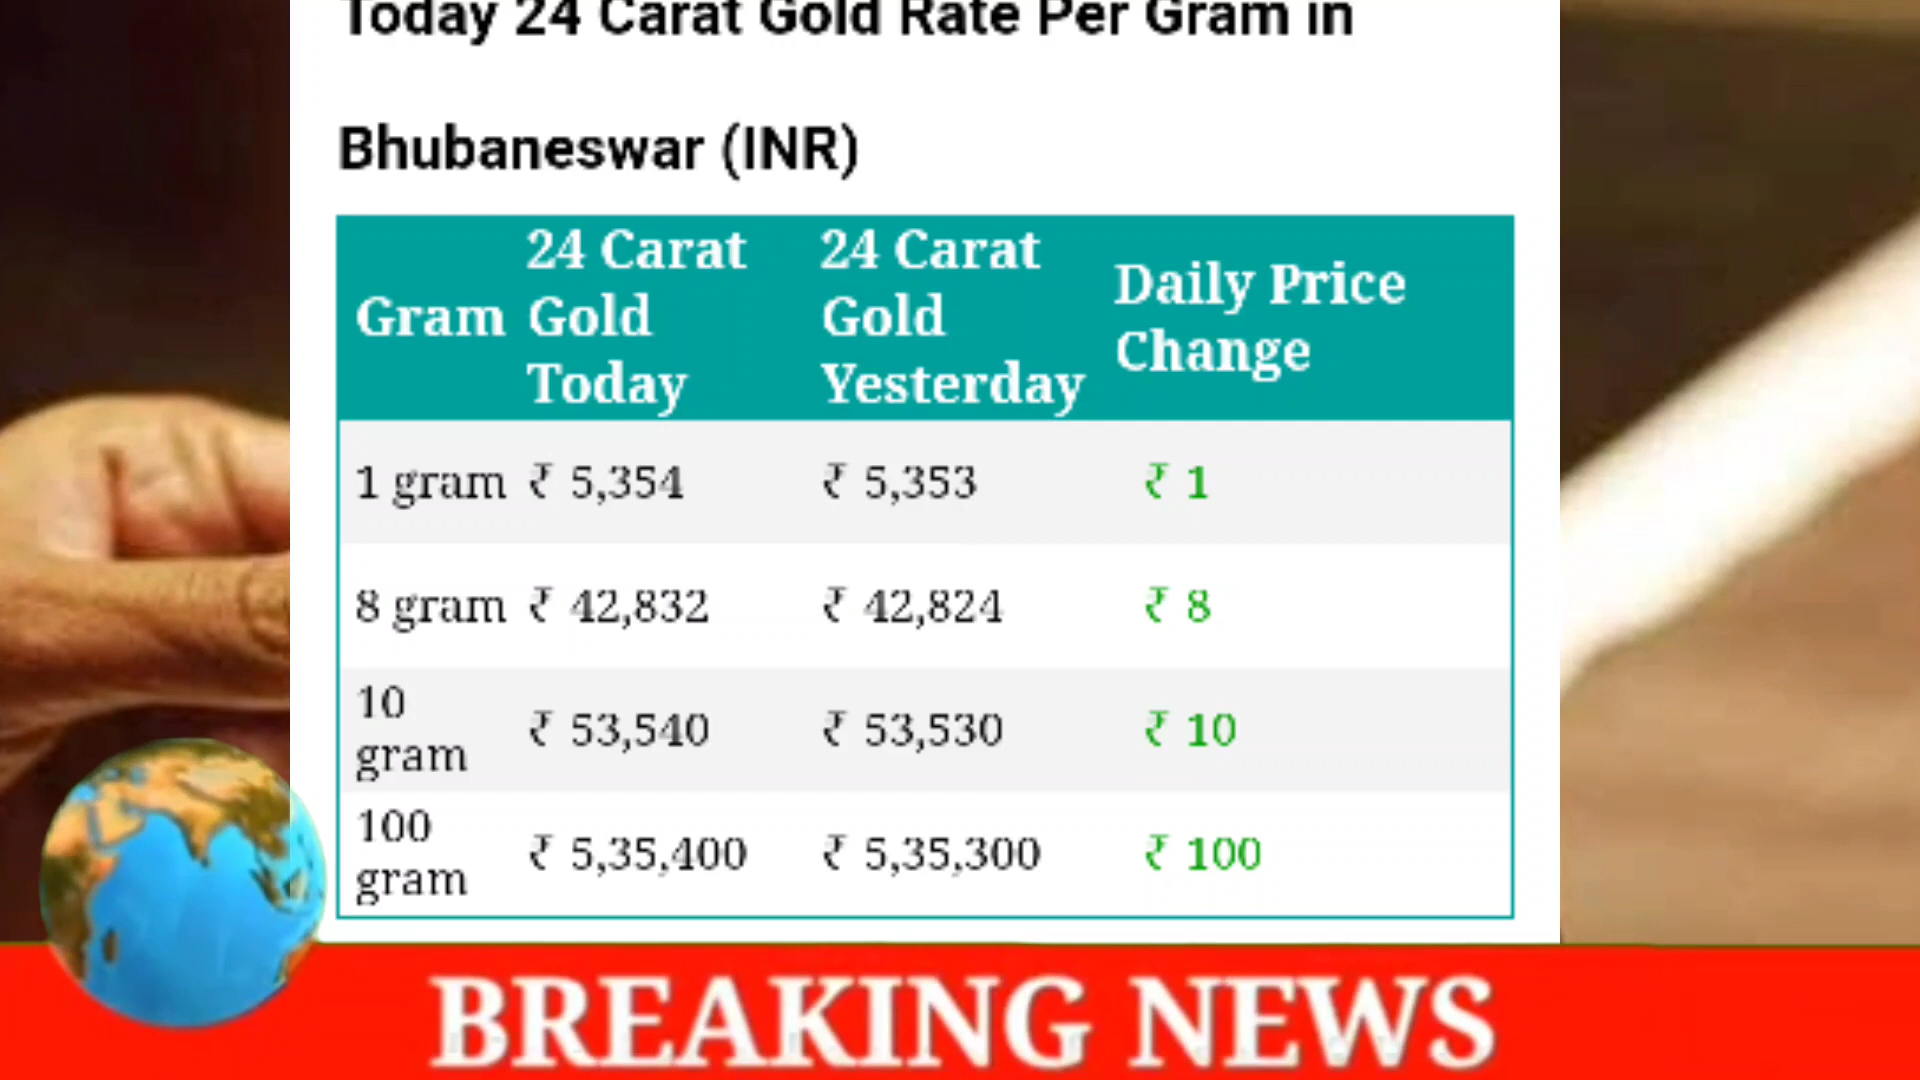 Today 24 Carat Gold Rate Per Gram in
Bhubaneswar (INR)
Gram
24 Carat
Gold
Today
24 Carat
Gold
Yesterday
Daily Price
Change
1 gram ₹ 5,354 ₹ 5,353 ₹ 1
8 gram ₹ 42,832 ₹ 42,824 ₹ 8
10
gram
₹ 53,540 ₹ 53,530 ₹ 10
100
gram
₹ 5,35,400 ₹ 5,35,300 ₹ 100
BREAKING NEWS